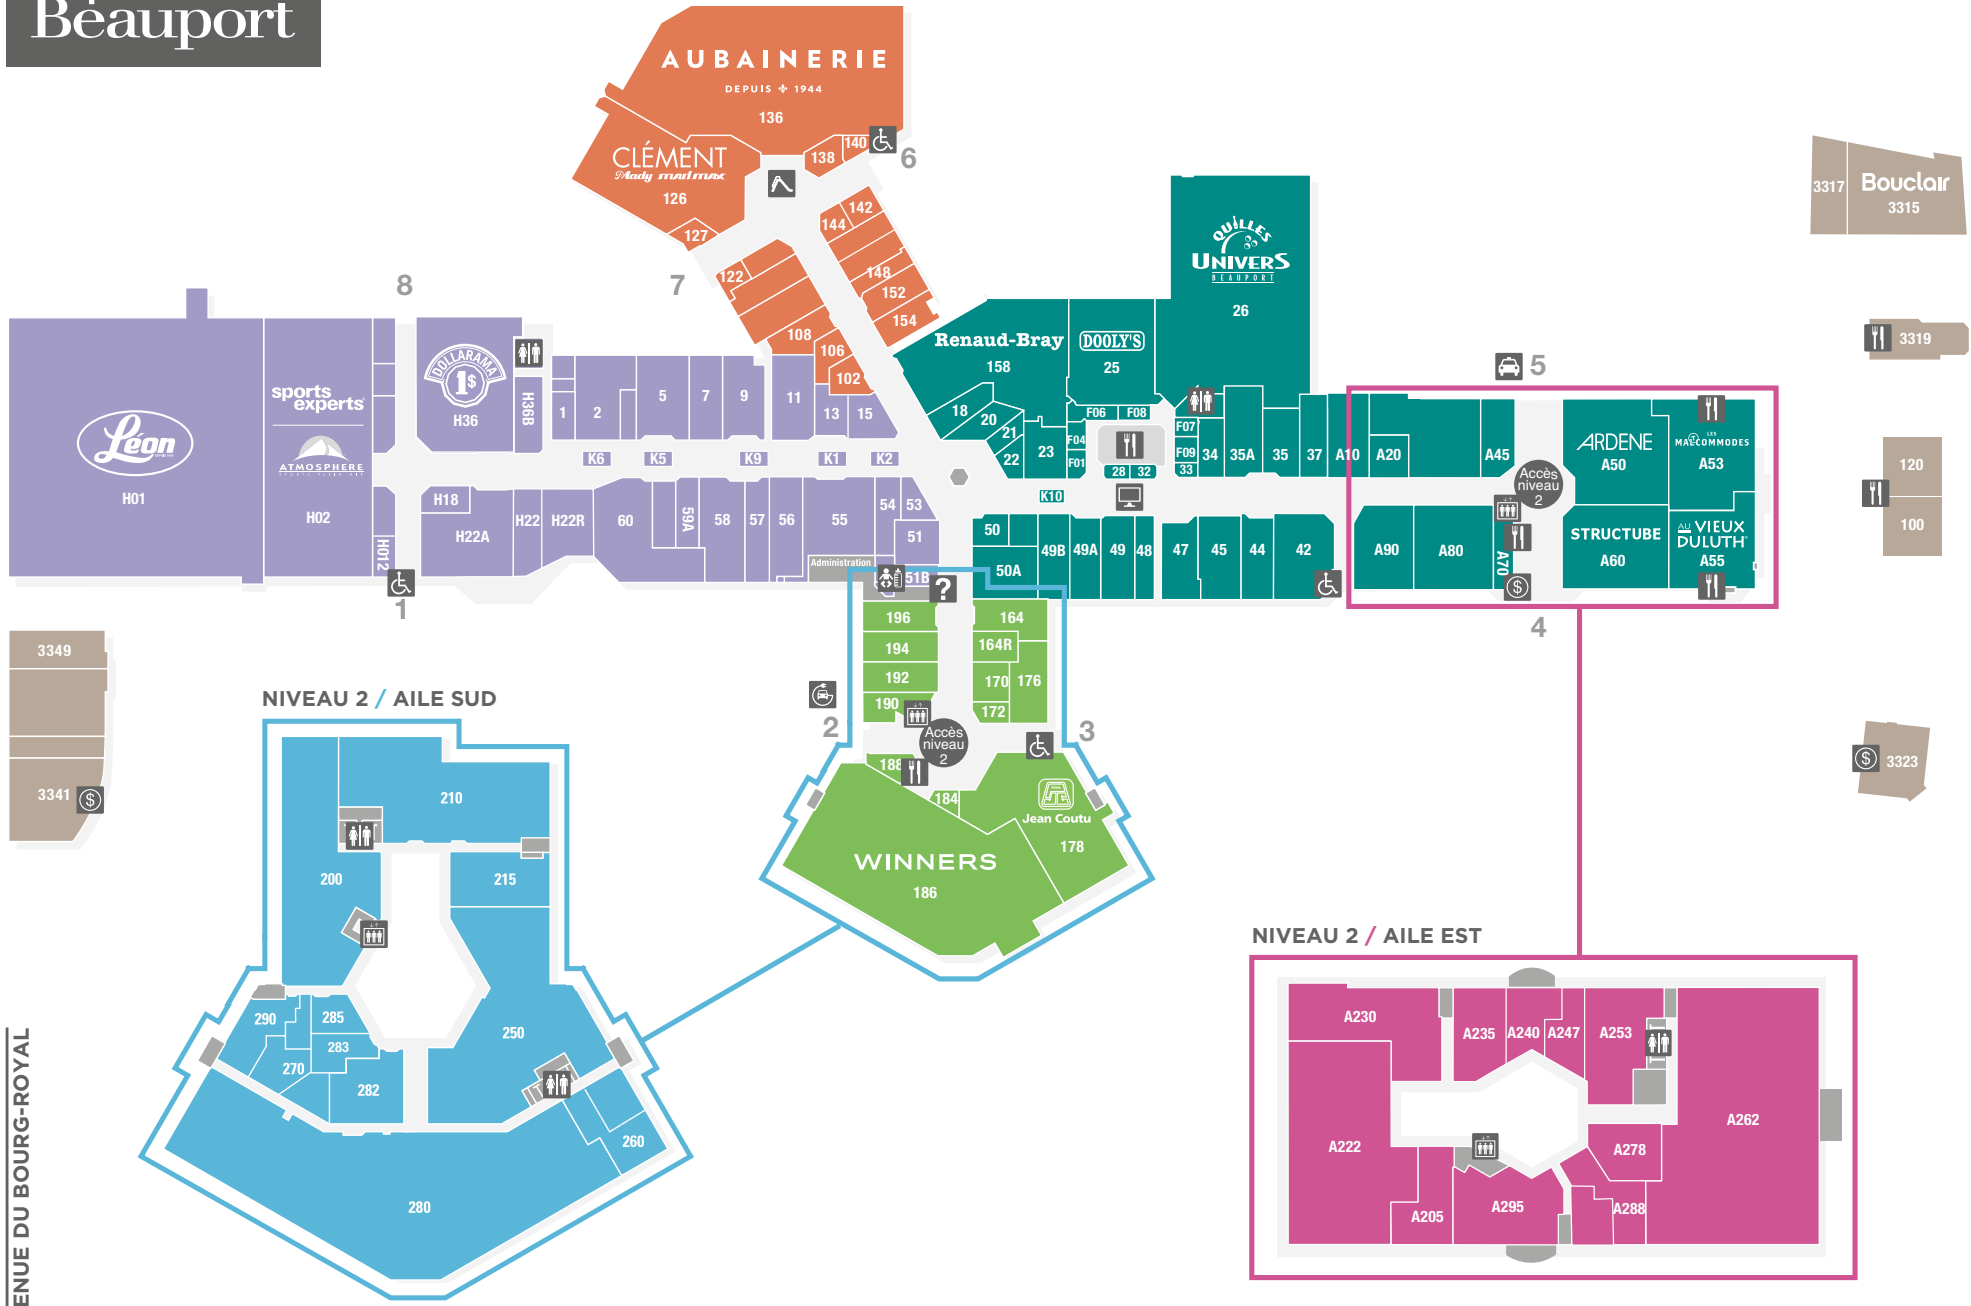 Beauport
AUBAINERIE
DEPUIS 1944
136
CLÉMENT
Mady madmax
126
127
138
140
6
142
144
148
152
154
7
122
108
106
102
8
Léon
H01
sports
experts
ATMOSPHERE
H02
DOLLARAMA
1$
H36
H36B
H18
H22A
H22
H22R
H012
1
1
2
5
7
9
11
13
15
K6
K5
K9
K1
K2
60
59A
58
57
56
55
54
53
51
51B
Administration
?
Renaud-Bray
158
DOOLY'S
25
QUILLES
UNIVERS
BEAUPORT
26
18
20
21
22
23
F06
F08
F04
F01
28
32
F07
F09
33
34
35A
35
37
A10
A20
A45
K10
50
50A
49B
49A
49
48
47
45
44
42
5
Accès
niveau
2
ARDENE
A50
LES
MALCOMMODES
A53
STRUCTUBE
A60
AU VIEUX
DULUTH
A55
A90
A80
A70
4
196
194
192
190
188
164
164R
170
176
172
184
Accès
niveau
2
2
3
Jean Coutu
178
WINNERS
186
3317
Bouclair
3315
3319
120
100
3323
3349
3341
NIVEAU 2 / AILE SUD
210
200
215
250
290
285
283
270
282
260
280
NIVEAU 2 / AILE EST
A230
A235
A240
A247
A253
A222
A262
A278
A205
A295
A288
ENUE DU BOURG-ROYAL